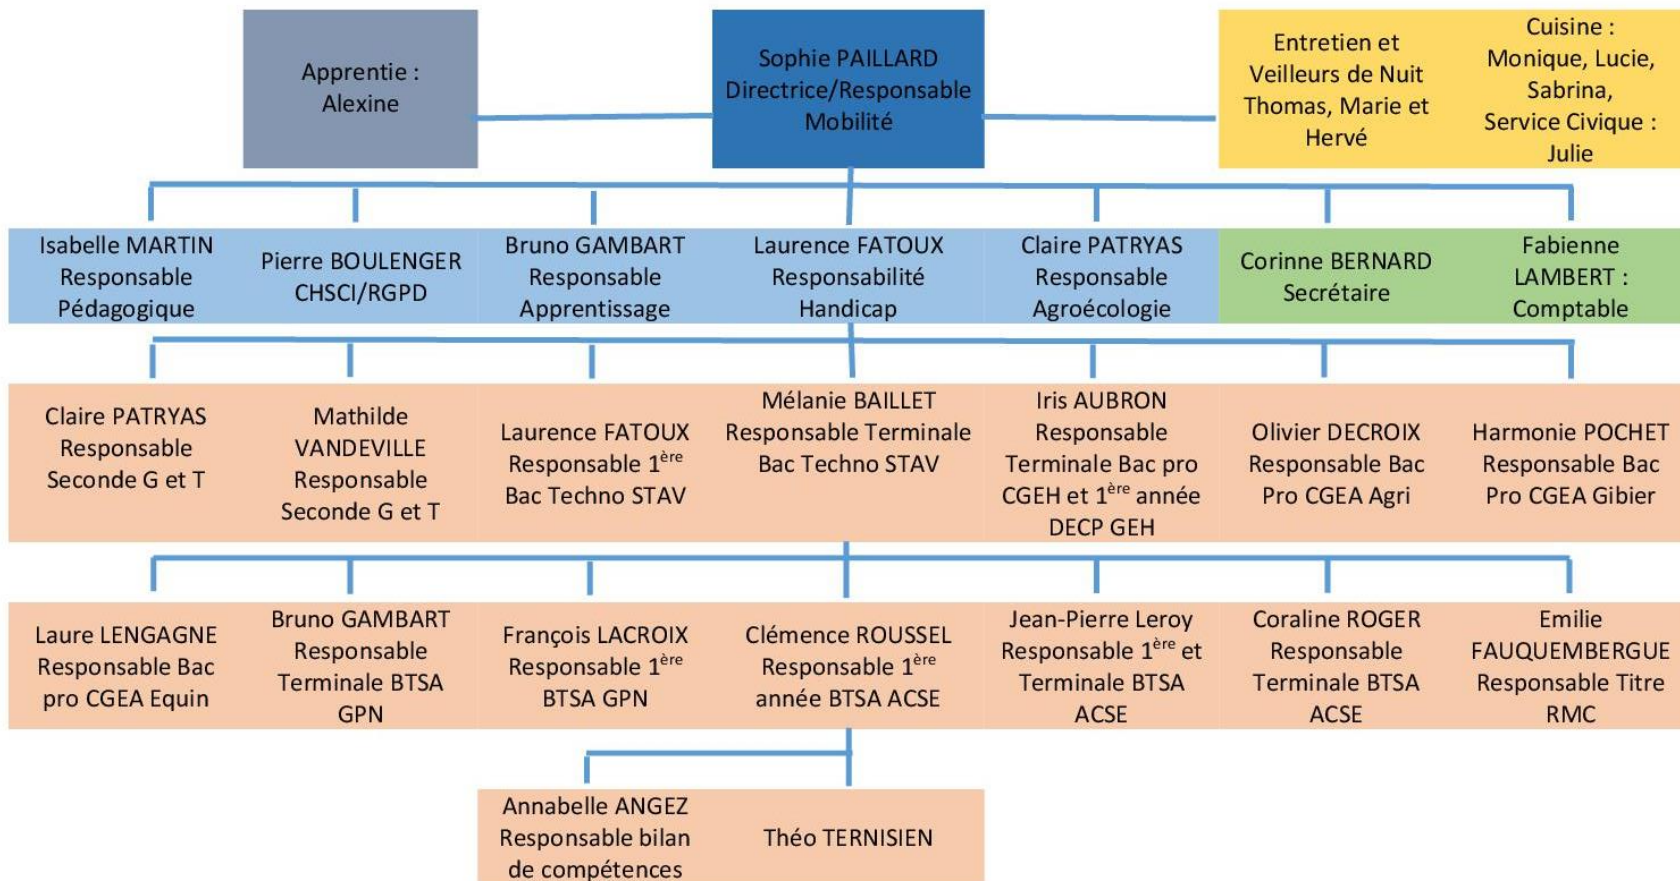 Apprentie :
Alexine
Sophie PAILLARD
Directrice/Responsable
Mobilité
Entretien et
Veilleurs de Nuit
Thomas, Marie et
Hervé
Cuisine :
Monique, Lucie,
Sabrina,
Service Civique :
Julie
Isabelle MARTIN
Responsable
Pédagogique
Pierre BOULENGER
CHSCI/RGPD
Bruno GAMBART
Responsable
Apprentissage
Laurence FATOUX
Responsabilité
Handicap
Claire PATRYAS
Responsable
Agroécologie
Corinne BERNARD
Secrétaire
Fabienne
LAMBERT :
Comptable
Claire PATRYAS
Responsable
Seconde G et T
Mathilde
VANDEVILLE
Responsable
Seconde G et T
Laurence FATOUX
Responsable 1ère
Bac Techno STAV
Mélanie BAILLET
Responsable Terminale
Bac Techno STAV
Iris AUBRON
Responsable
Terminale Bac pro
CGEH et 1ère année
DECP GEH
Olivier DECROIX
Responsable Bac
Pro CGEA Agri
Harmonie POCHET
Responsable Bac
Pro CGEA Gibier
Laure LENGAGNE
Responsable Bac
pro CGEA Equin
Bruno GAMBART
Responsable
Terminale BTSA
GPN
François LACROIX
Responsable 1ère
BTSA GPN
Clémence ROUSSEL
Responsable 1ère
année BTSA ACSE
Jean-Pierre Leroy
Responsable 1ère et
Terminale BTSA
ACSE
Coraline ROGER
Responsable
Terminale BTSA
ACSE
Emilie
FAUQUEMBERGUE
Responsable Titre
RMC
Annabelle ANGEZ
Responsable bilan
de compétences
Théo TERNISIEN